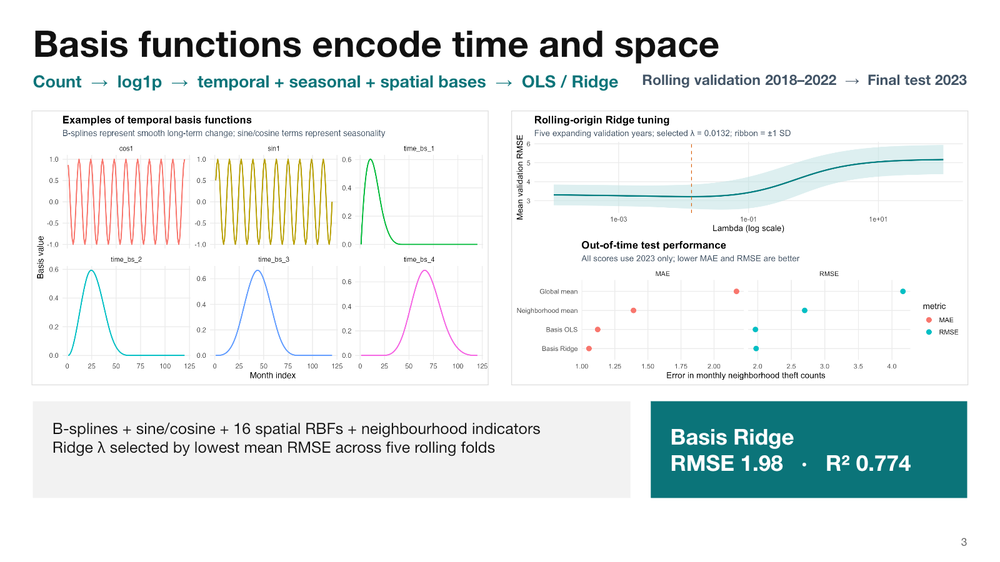 Basis functions encode time and space
Count → log1p → temporal + seasonal + spatial bases → OLS / Ridge
Rolling validation 2018–2022 → Final test 2023
Examples of temporal basis functions
B-splines represent smooth long-term change; sine/cosine terms represent seasonality
cos1 sin1 time_bs_1
1.0 1.0 0.6
0.5 0.5
0.4
0.0 0.0
0.2
-0.5 -0.5
-1.0 -1.0 0.0
Basis value
time_bs_2 time_bs_3 time_bs_4
0.6 0.6 0.6
0.4 0.4 0.4
0.2 0.2 0.2
0.0 0.0 0.0
0 25 50 75 100 125 0 25 50 75 100 125 0 25 50 75 100 125
Month index
Rolling-origin Ridge tuning
Five expanding validation years; selected λ = 0.0132; ribbon = ±1 SD
Mean validation RMSE
6
5
4
3
1e-03 1e-01 1e+01
Lambda (log scale)
Out-of-time test performance
All scores use 2023 only; lower MAE and RMSE are better
MAE RMSE
Global mean
Neighborhood mean
Basis OLS
Basis Ridge
1.00 1.25 1.50 1.75 2.00 2.0 2.5 3.0 3.5 4.0
Error in monthly neighborhood theft counts
metric
MAE
RMSE
B-splines + sine/cosine + 16 spatial RBFs + neighbourhood indicators
Ridge λ selected by lowest mean RMSE across five rolling folds
Basis Ridge
RMSE 1.98 · R² 0.774
3